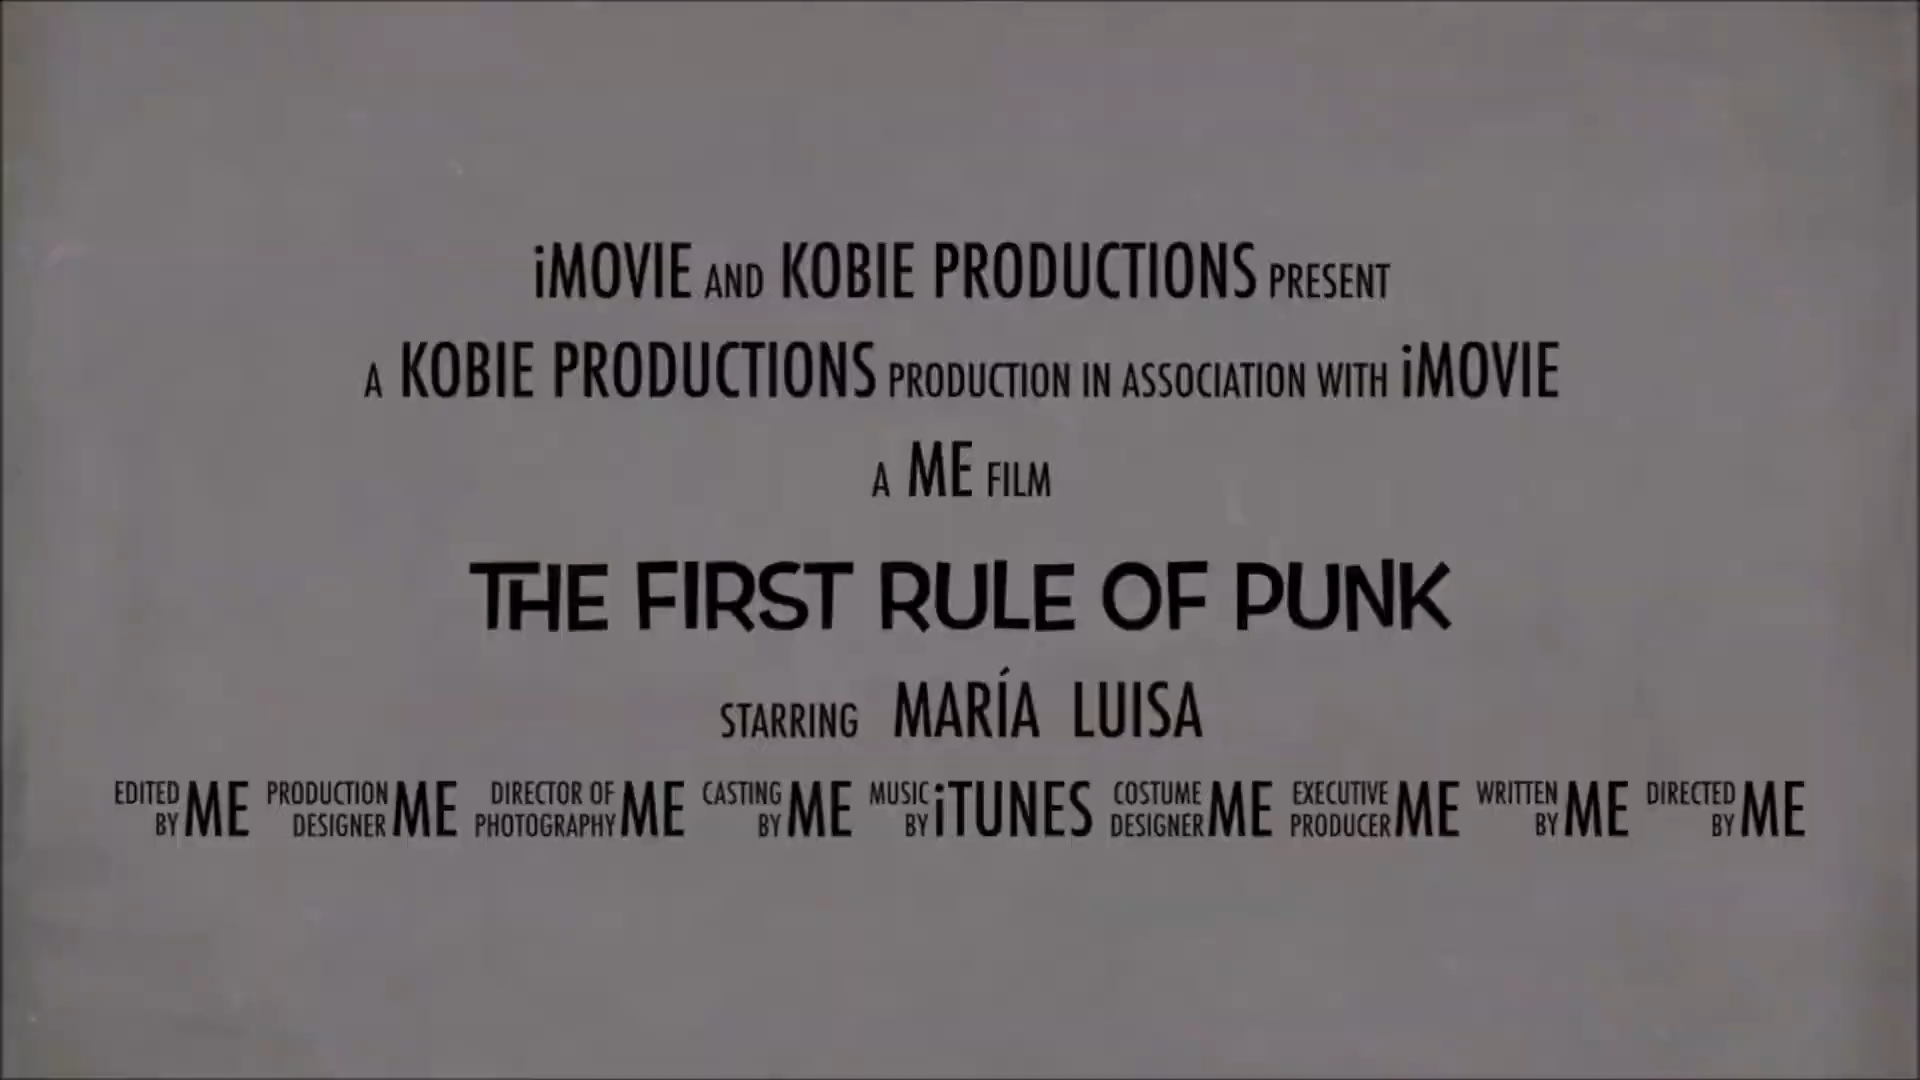 iMOVIE AND KOBIE PRODUCTIONS PRESENT
A KOBIE PRODUCTIONS PRODUCTION IN ASSOCIATION WITH iMOVIE
A ME FILM
THE FIRST RULE OF PUNK
STARRING MARÍA LUISA
EDITED BY ME PRODUCTION DESIGNER ME DIRECTOR OF PHOTOGRAPHY ME CASTING BY ME MUSIC BY iTUNES COSTUME DESIGNER ME EXECUTIVE PRODUCER ME WRITTEN BY ME DIRECTED BY ME